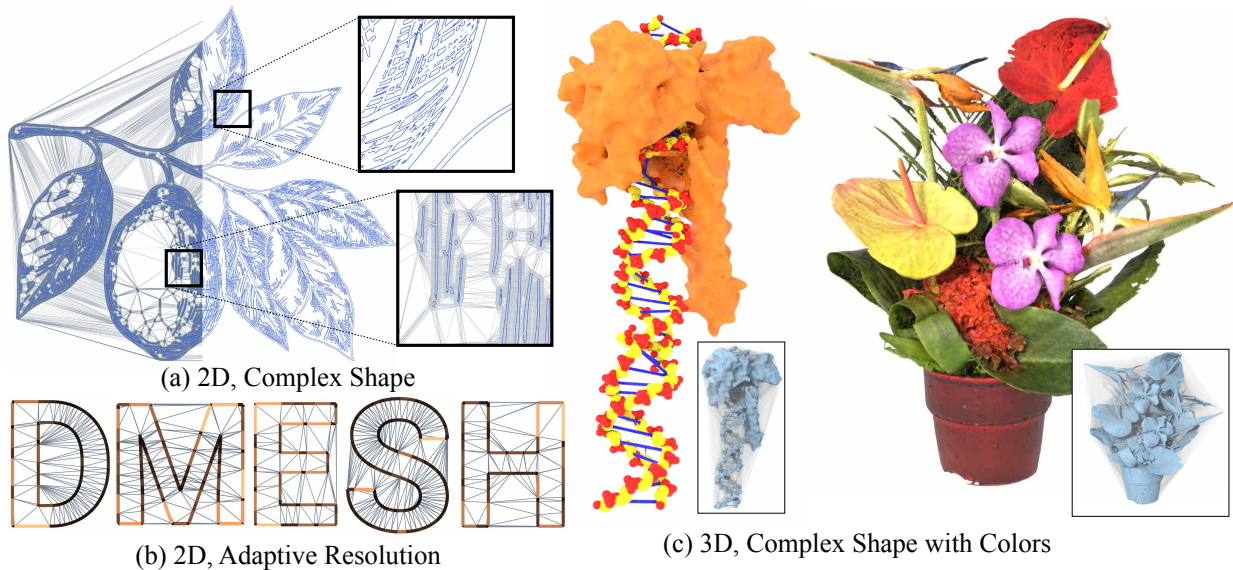 (a) 2D, Complex Shape
DMESH
(b) 2D, Adaptive Resolution
(c) 3D, Complex Shape with Colors